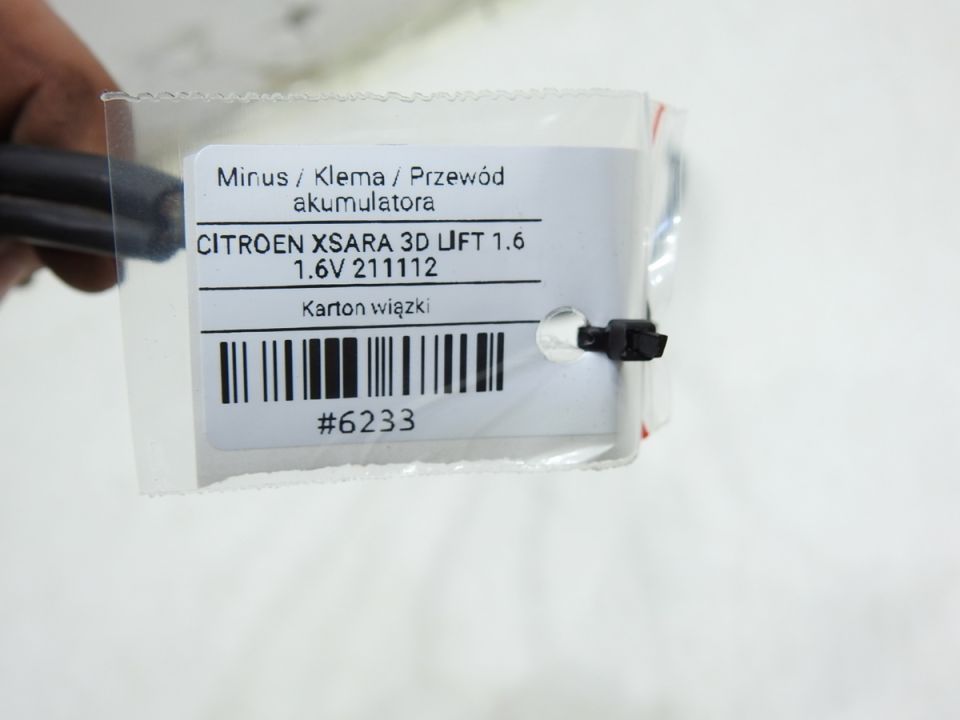 Minus / Klema / Przewód
akumulatora
CITROEN XSARA 3D LIFT 1.6
1.6V 211112
Karton wiązki
#6233